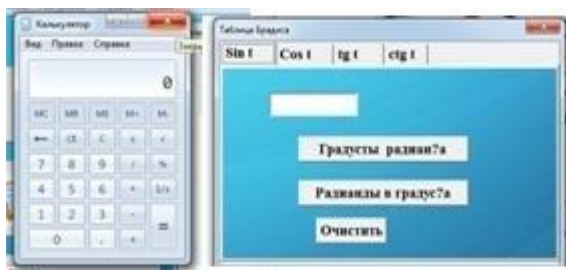 Калькулятор
Вид Правка Справка
0
MC MR MS M+ M-
← CE C ± √
7 8 9 / %
4 5 6 * 1/x
1 2 3 - =
0 , +
Таблица Брадиса
Sin t Cos t tg t ctg t
Градусты радиан?а
Радианды в градус?а
Очистить